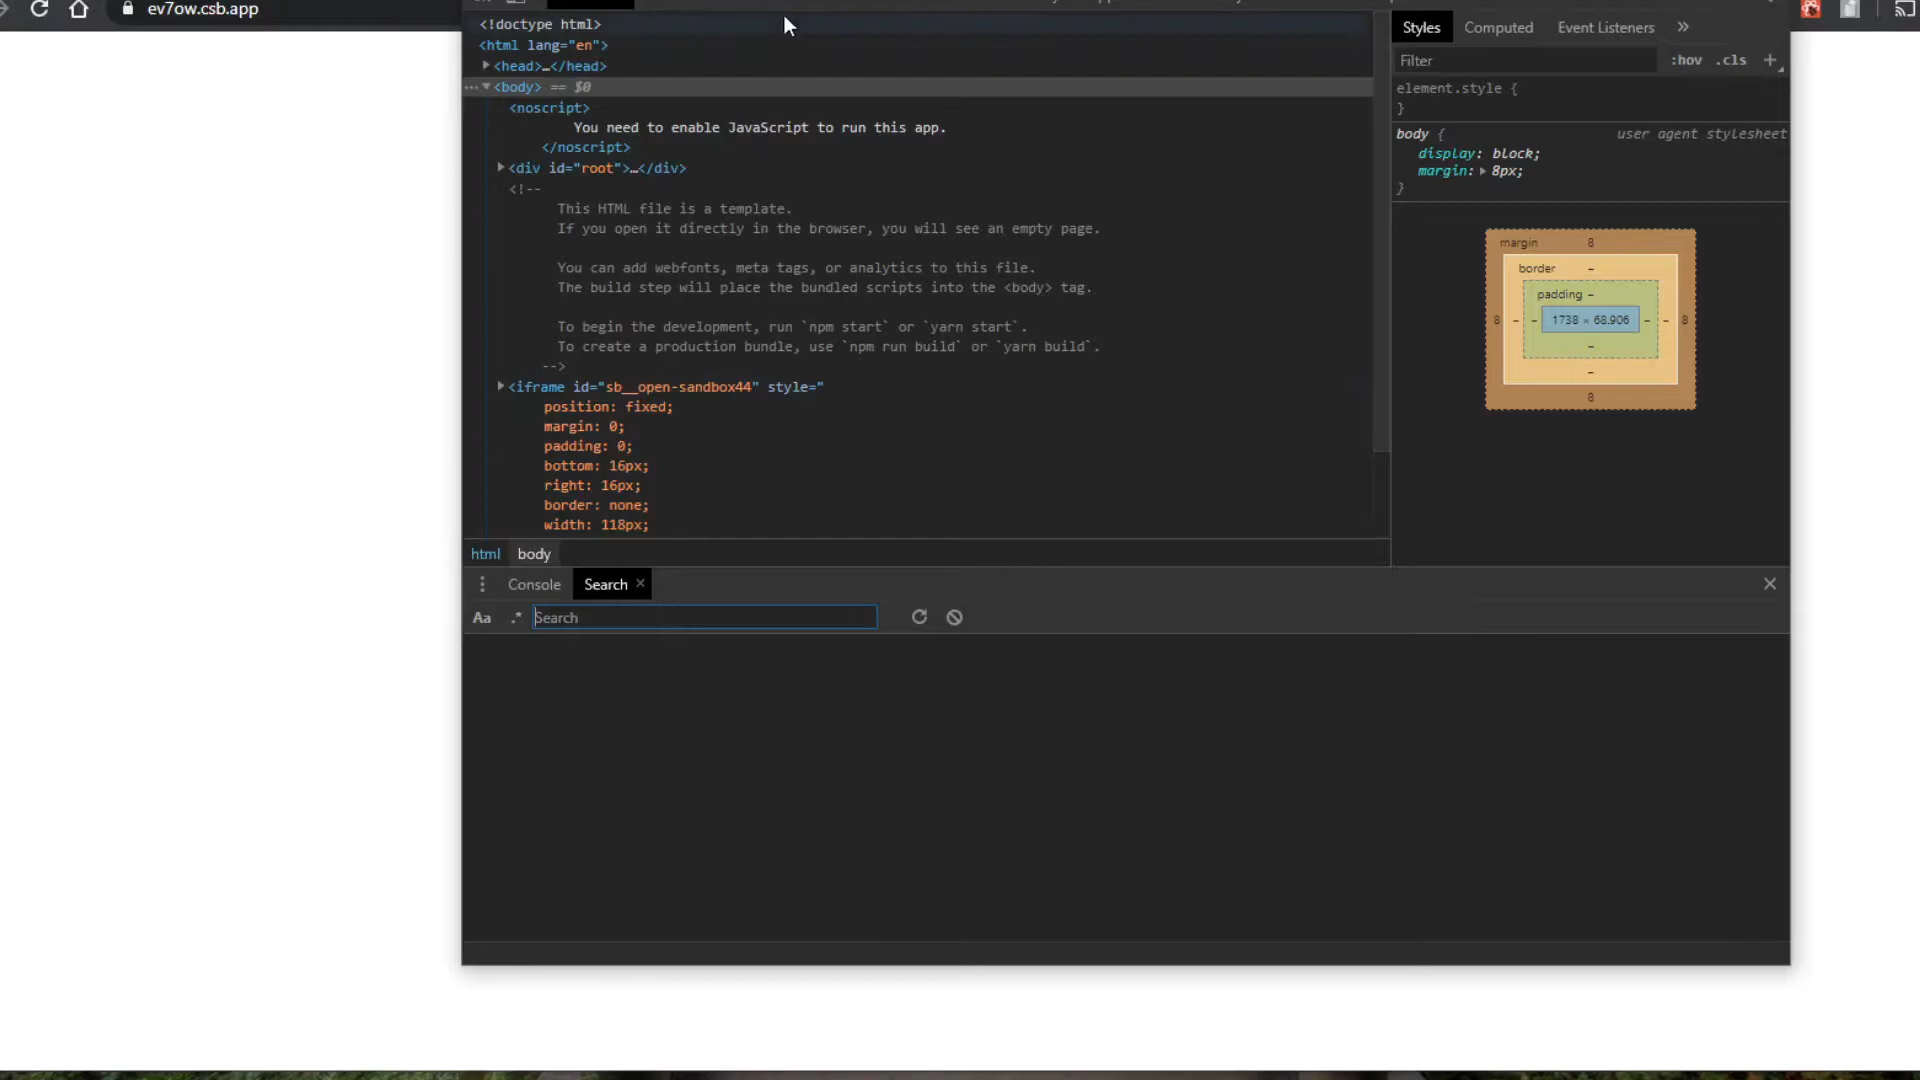 ev7ow.csb.app
<!doctype html>
<html lang="en">
<head>…</head>
<body> == $0
<noscript>
You need to enable JavaScript to run this app.
</noscript>
<div id="root">…</div>
<!--
This HTML file is a template.
If you open it directly in the browser, you will see an empty page.
You can add webfonts, meta tags, or analytics to this file.
The build step will place the bundled scripts into the <body> tag.
To begin the development, run `npm start` or `yarn start`.
To create a production bundle, use `npm run build` or `yarn build`.
-->
<iframe id="sb__open-sandbox44" style="
position: fixed;
margin: 0;
padding: 0;
bottom: 16px;
right: 16px;
border: none;
width: 118px;
html body
Styles Computed Event Listeners »
Filter :hov .cls +
element.style {
}
body { user agent stylesheet
display: block;
margin: 8px;
}
margin 8
border –
padding –
8 – – 1738 × 68.906 – – 8
–
–
8
Console Search ×
Aa .* Search